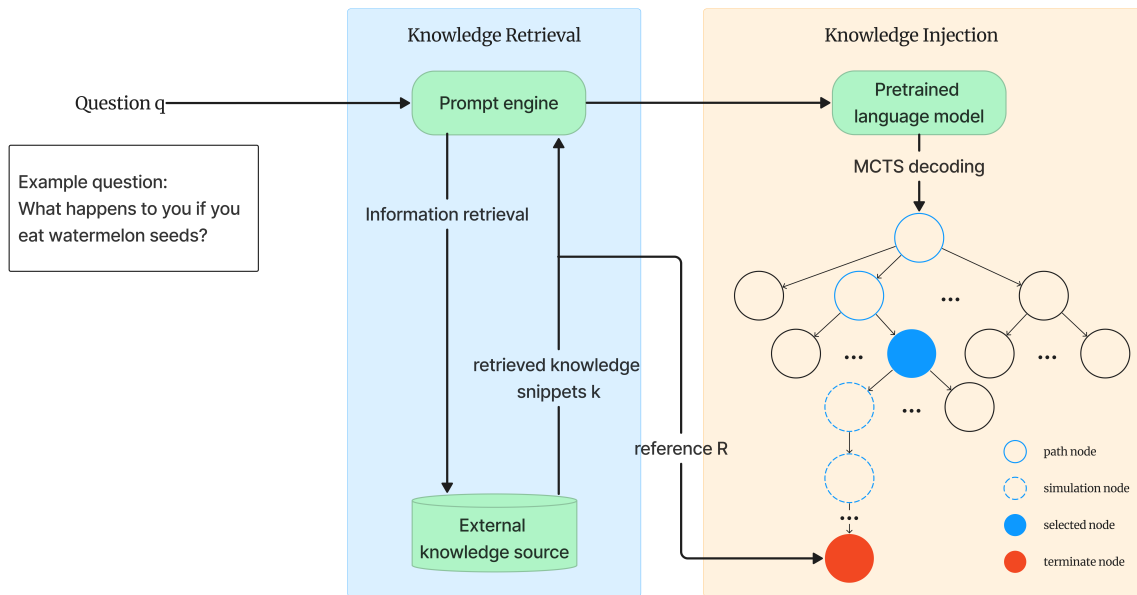 Knowledge Retrieval
Knowledge Injection
Question q
Prompt engine
Pretrained
language model
Example question:
What happens to you if you
eat watermelon seeds?
MCTS decoding
Information retrieval
...
retrieved knowledge
snippets k
...
...
...
reference R
path node
simulation node
...
External
knowledge source
selected node
terminate node